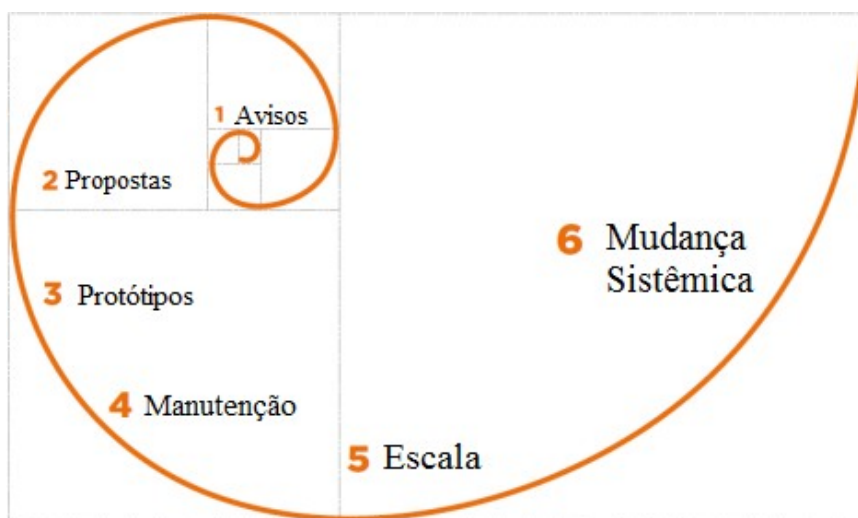 1 Avisos
2 Propostas
3 Protótipos
4 Manutenção
5 Escala
6 Mudança
Sistêmica